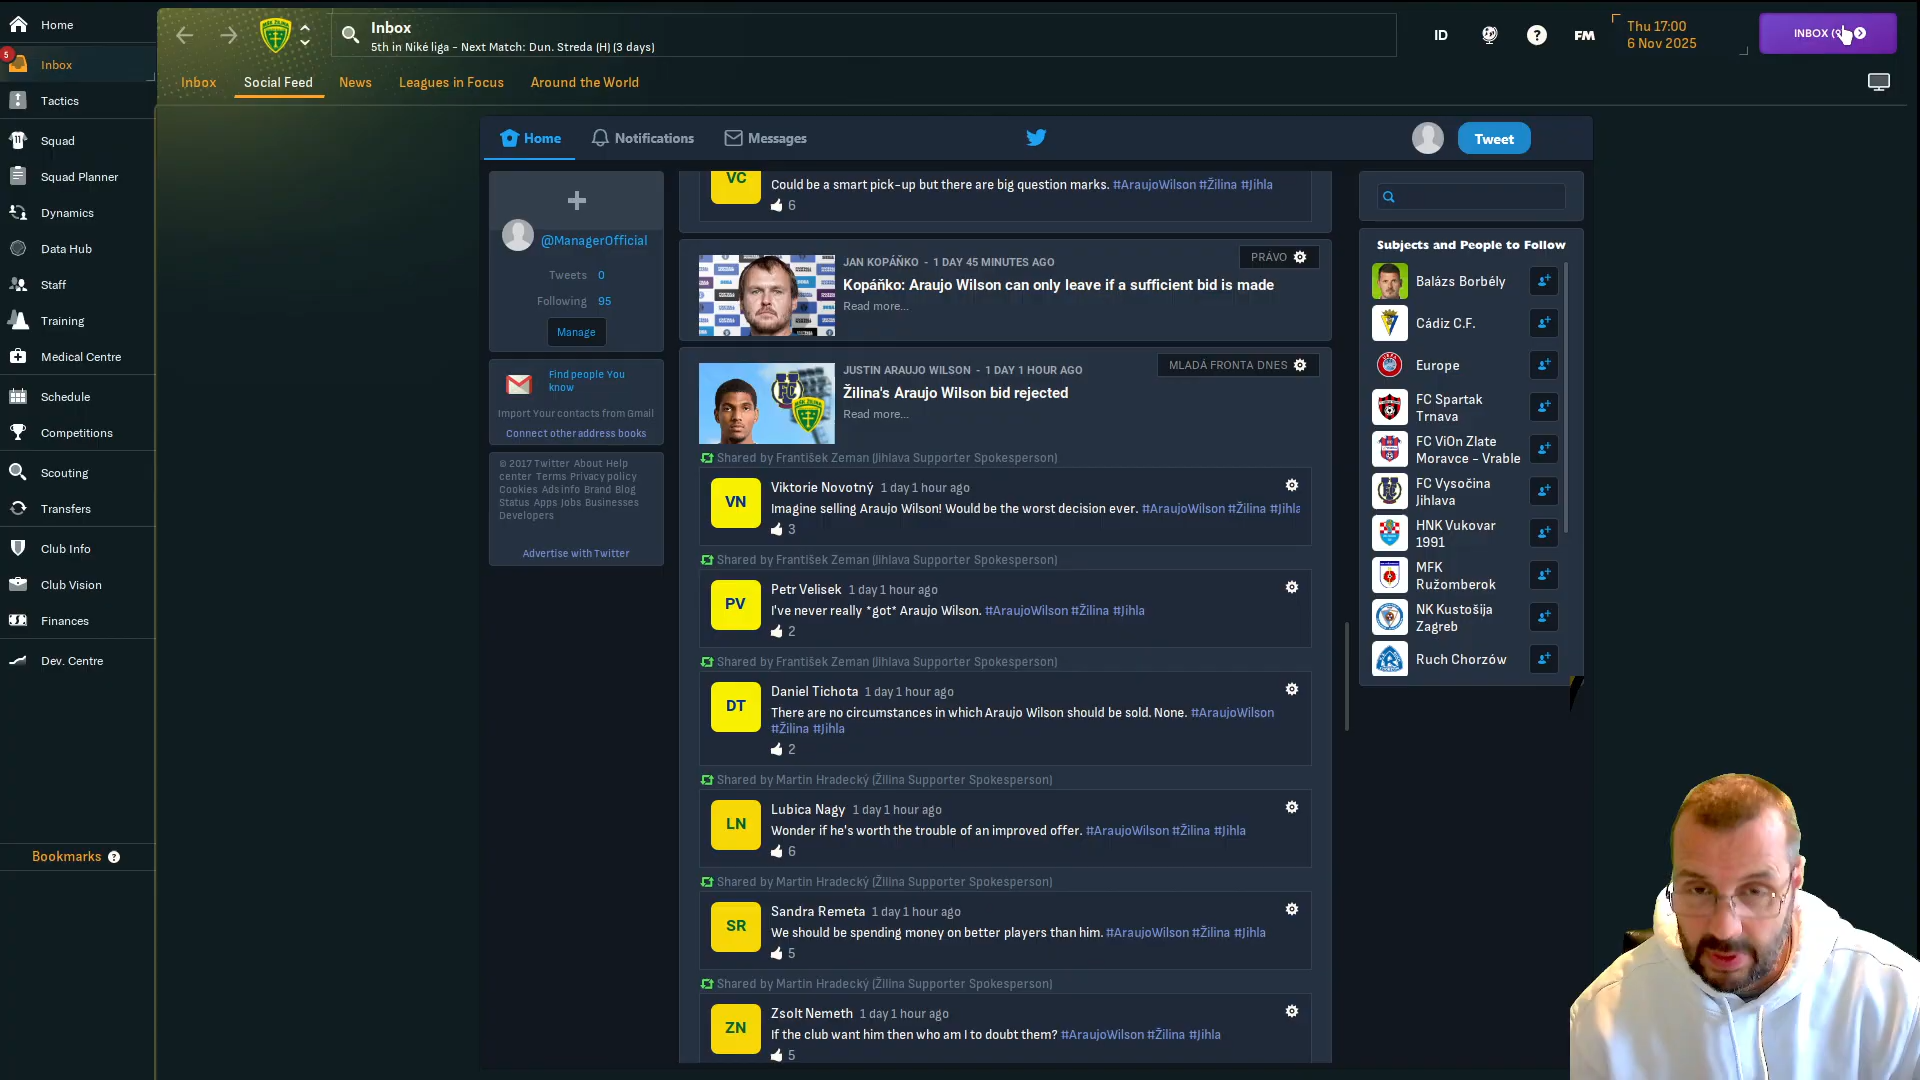 Home
5
Inbox
Tactics
Squad
Squad Planner
Dynamics
Data Hub
Staff
Training
Medical Centre
Schedule
Competitions
Scouting
Transfers
Club Info
Club Vision
Finances
Dev. Centre
Bookmarks ?
Inbox
5th in Niké liga - Next Match: Dun. Streda (H) (3 days)
ID
?
FM
Thu 17:00
6 Nov 2025
INBOX
Inbox
Social Feed
News
Leagues in Focus
Around the World
Home
Notifications
Messages
Tweet
@ManagerOfficial
Tweets 0
Following 95
Manage
Find people You
know
Import Your contacts from Gmail
Connect other address books
© 2017 Twitter About Help
center Terms Privacy policy
Cookies Ads info Brand Blog
Status Apps Jobs Businesses
Developers
Advertise with Twitter
VC
Could be a smart pick-up but there are big question marks. #AraujoWilson #Žilina #Jihla
6
JAN KOPÁŇKO - 1 DAY 45 MINUTES AGO
PRÁVO
Kopáňko: Araujo Wilson can only leave if a sufficient bid is made
Read more...
JUSTIN ARAUJO WILSON - 1 DAY 1 HOUR AGO
MLADÁ FRONTA DNES
Žilina's Araujo Wilson bid rejected
Read more...
Shared by František Zeman (Jihlava Supporter Spokesperson)
VN
Viktorie Novotný 1 day 1 hour ago
Imagine selling Araujo Wilson! Would be the worst decision ever. #AraujoWilson #Žilina #Jihla
3
Shared by František Zeman (Jihlava Supporter Spokesperson)
PV
Petr Velisek 1 day 1 hour ago
I've never really *got* Araujo Wilson. #AraujoWilson #Žilina #Jihla
2
Shared by František Zeman (Jihlava Supporter Spokesperson)
DT
Daniel Tichota 1 day 1 hour ago
There are no circumstances in which Araujo Wilson should be sold. None. #AraujoWilson
#Žilina #Jihla
2
Shared by Martin Hradecký (Žilina Supporter Spokesperson)
LN
Lubica Nagy 1 day 1 hour ago
Wonder if he's worth the trouble of an improved offer. #AraujoWilson #Žilina #Jihla
6
Shared by Martin Hradecký (Žilina Supporter Spokesperson)
SR
Sandra Remeta 1 day 1 hour ago
We should be spending money on better players than him. #AraujoWilson #Žilina #Jihla
5
Shared by Martin Hradecký (Žilina Supporter Spokesperson)
ZN
Zsolt Nemeth 1 day 1 hour ago
If the club want him then who am I to doubt them? #AraujoWilson #Žilina #Jihla
5
Subjects and People to Follow
Balázs Borbély
Cádiz C.F.
Europe
FC Spartak
Trnava
FC ViOn Zlate
Moravce - Vrable
FC Vysočina
Jihlava
HNK Vukovar
1991
MFK
Ružomberok
NK Kustošija
Zagreb
Ruch Chorzów